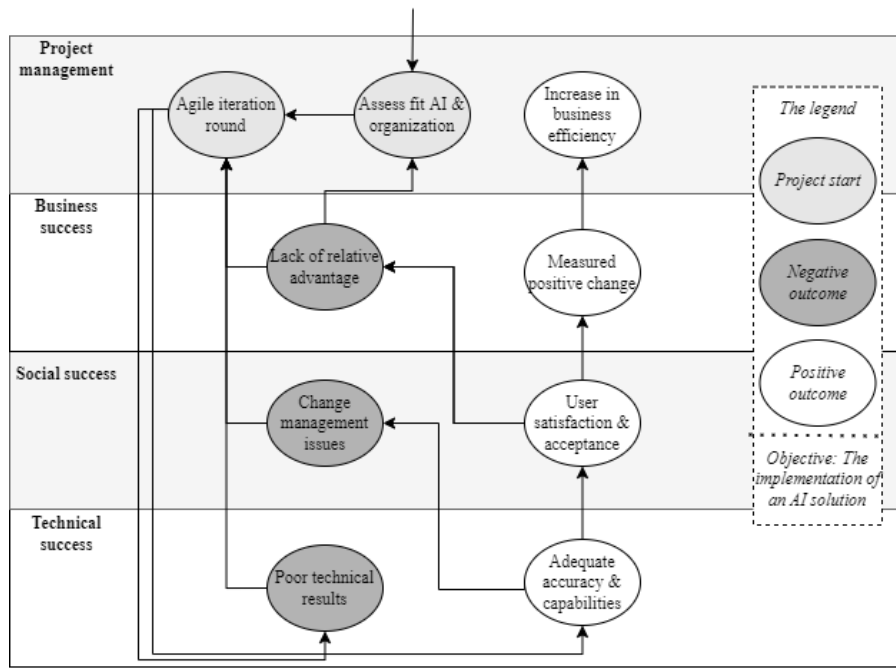 Project
management
Agile iteration
round
Assess fit AI &
organization
Increase in
business
efficiency
The legend
Project start
Business
success
Lack of relative
advantage
Measured
positive change
Negative
outcome
Social success
Change
management
issues
User
satisfaction &
acceptance
Positive
outcome
Objective: The
implementation of
an AI solution
Technical
success
Poor technical
results
Adequate
accuracy &
capabilities